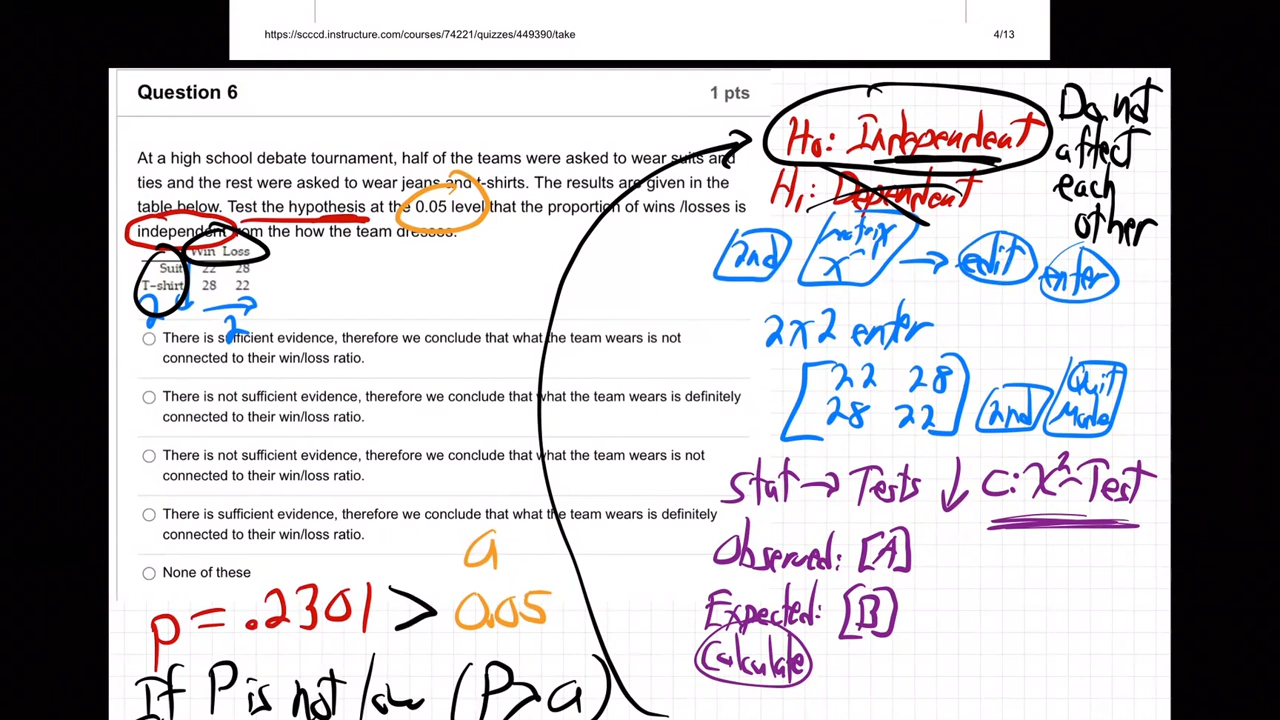 https://scccd.instructure.com/courses/74221/quizzes/449390/take
4/13
Question 6
1 pts
At a high school debate tournament, half of the teams were asked to wear suits and
ties and the rest were asked to wear jeans and t-shirts. The results are given in the
table below. Test the hypothesis at the 0.05 level that the proportion of wins /losses is
independent from the how the team dresses.
Win Loss
Suit 22 28
T-shirt 28 22
2
2
There is sufficient evidence, therefore we conclude that what the team wears is not
connected to their win/loss ratio.
There is not sufficient evidence, therefore we conclude that what the team wears is definitely
connected to their win/loss ratio.
There is not sufficient evidence, therefore we conclude that what the team wears is not
connected to their win/loss ratio.
There is sufficient evidence, therefore we conclude that what the team wears is definitely
connected to their win/loss ratio.
None of these
a
p = .2301 > 0.05
If P is not low (P > a)
H₀: Independent
H₁: Dependent
Do not
affect
each
other
2nd matrix x⁻¹ → edit enter
2x2 enter
[22 28
28 22]
2nd Quit Mode
Stat → Tests ↓ C: X²-Test
Observed: [A]
Expected: [B]
Calculate